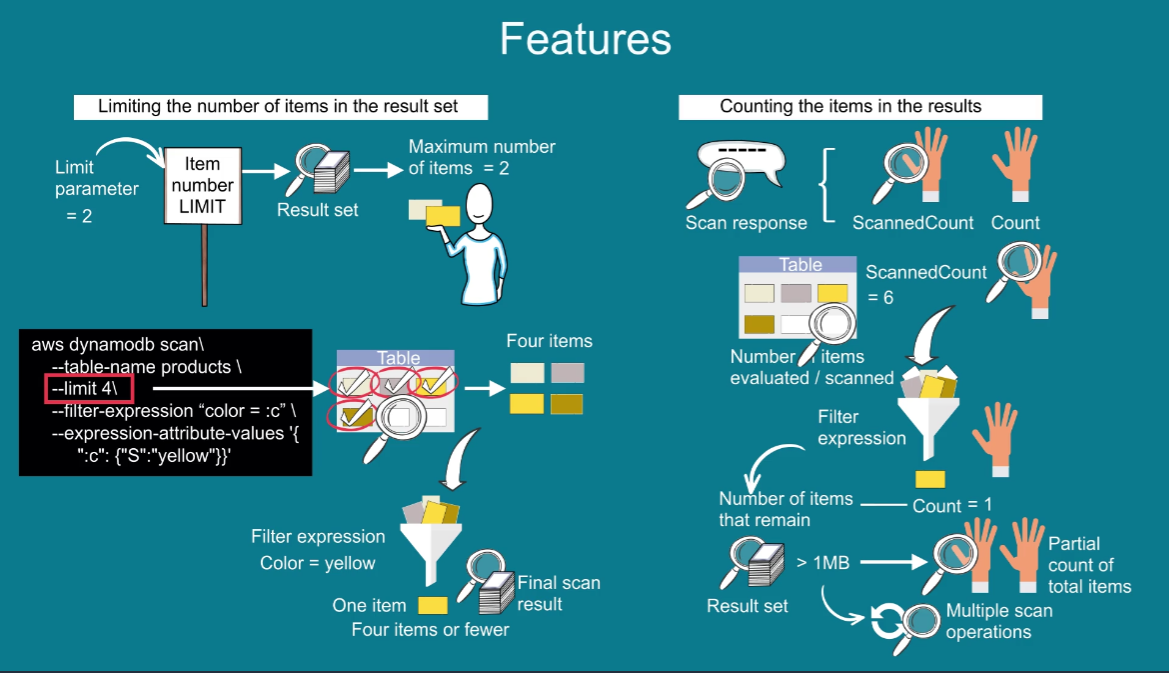 Features
Limiting the number of items in the result set
Limit
parameter
= 2
Item
number
LIMIT
Result set
Maximum number
of items = 2
aws dynamodb scan\
--table-name products \
--limit 4\
--filter-expression “color = :c” \
--expression-attribute-values '{
":c": {"S":"yellow"}}'
Table
Four items
Filter expression
Color = yellow
One item
Four items or fewer
Final scan
result
Counting the items in the results
Scan response
ScannedCount
Count
Table
ScannedCount
= 6
Number of items
evaluated / scanned
Filter
expression
Number of items
that remain
Count = 1
Result set
> 1MB
Partial
count of
total items
Multiple scan
operations